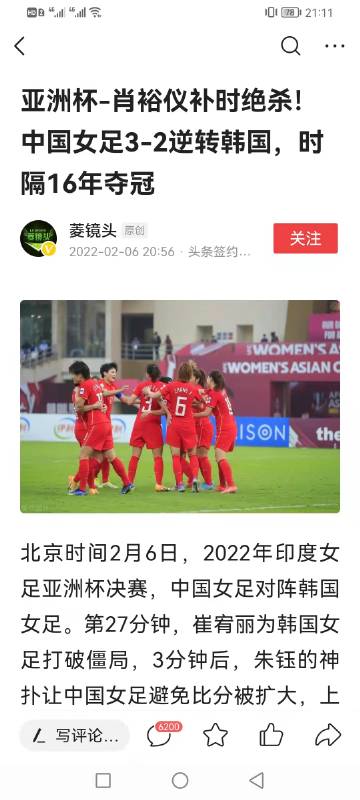 HD 2 4G 4G 78 21:11
亚洲杯-肖裕仪补时绝杀!
中国女足3-2逆转韩国，时
隔16年夺冠
菱镜头 原创
2022-02-06 20:56 · 头条签约...
关注
菱镜头
WOMEN'S
WOMEN'S ASIAN
3
6
北京时间2月6日，2022年印度女
足亚洲杯决赛，中国女足对阵韩国
女足。第27分钟，崔宥丽为韩国女
足打破僵局，3分钟后，朱钰的神
扑让中国女足避免比分被扩大，上
写评论...
6200